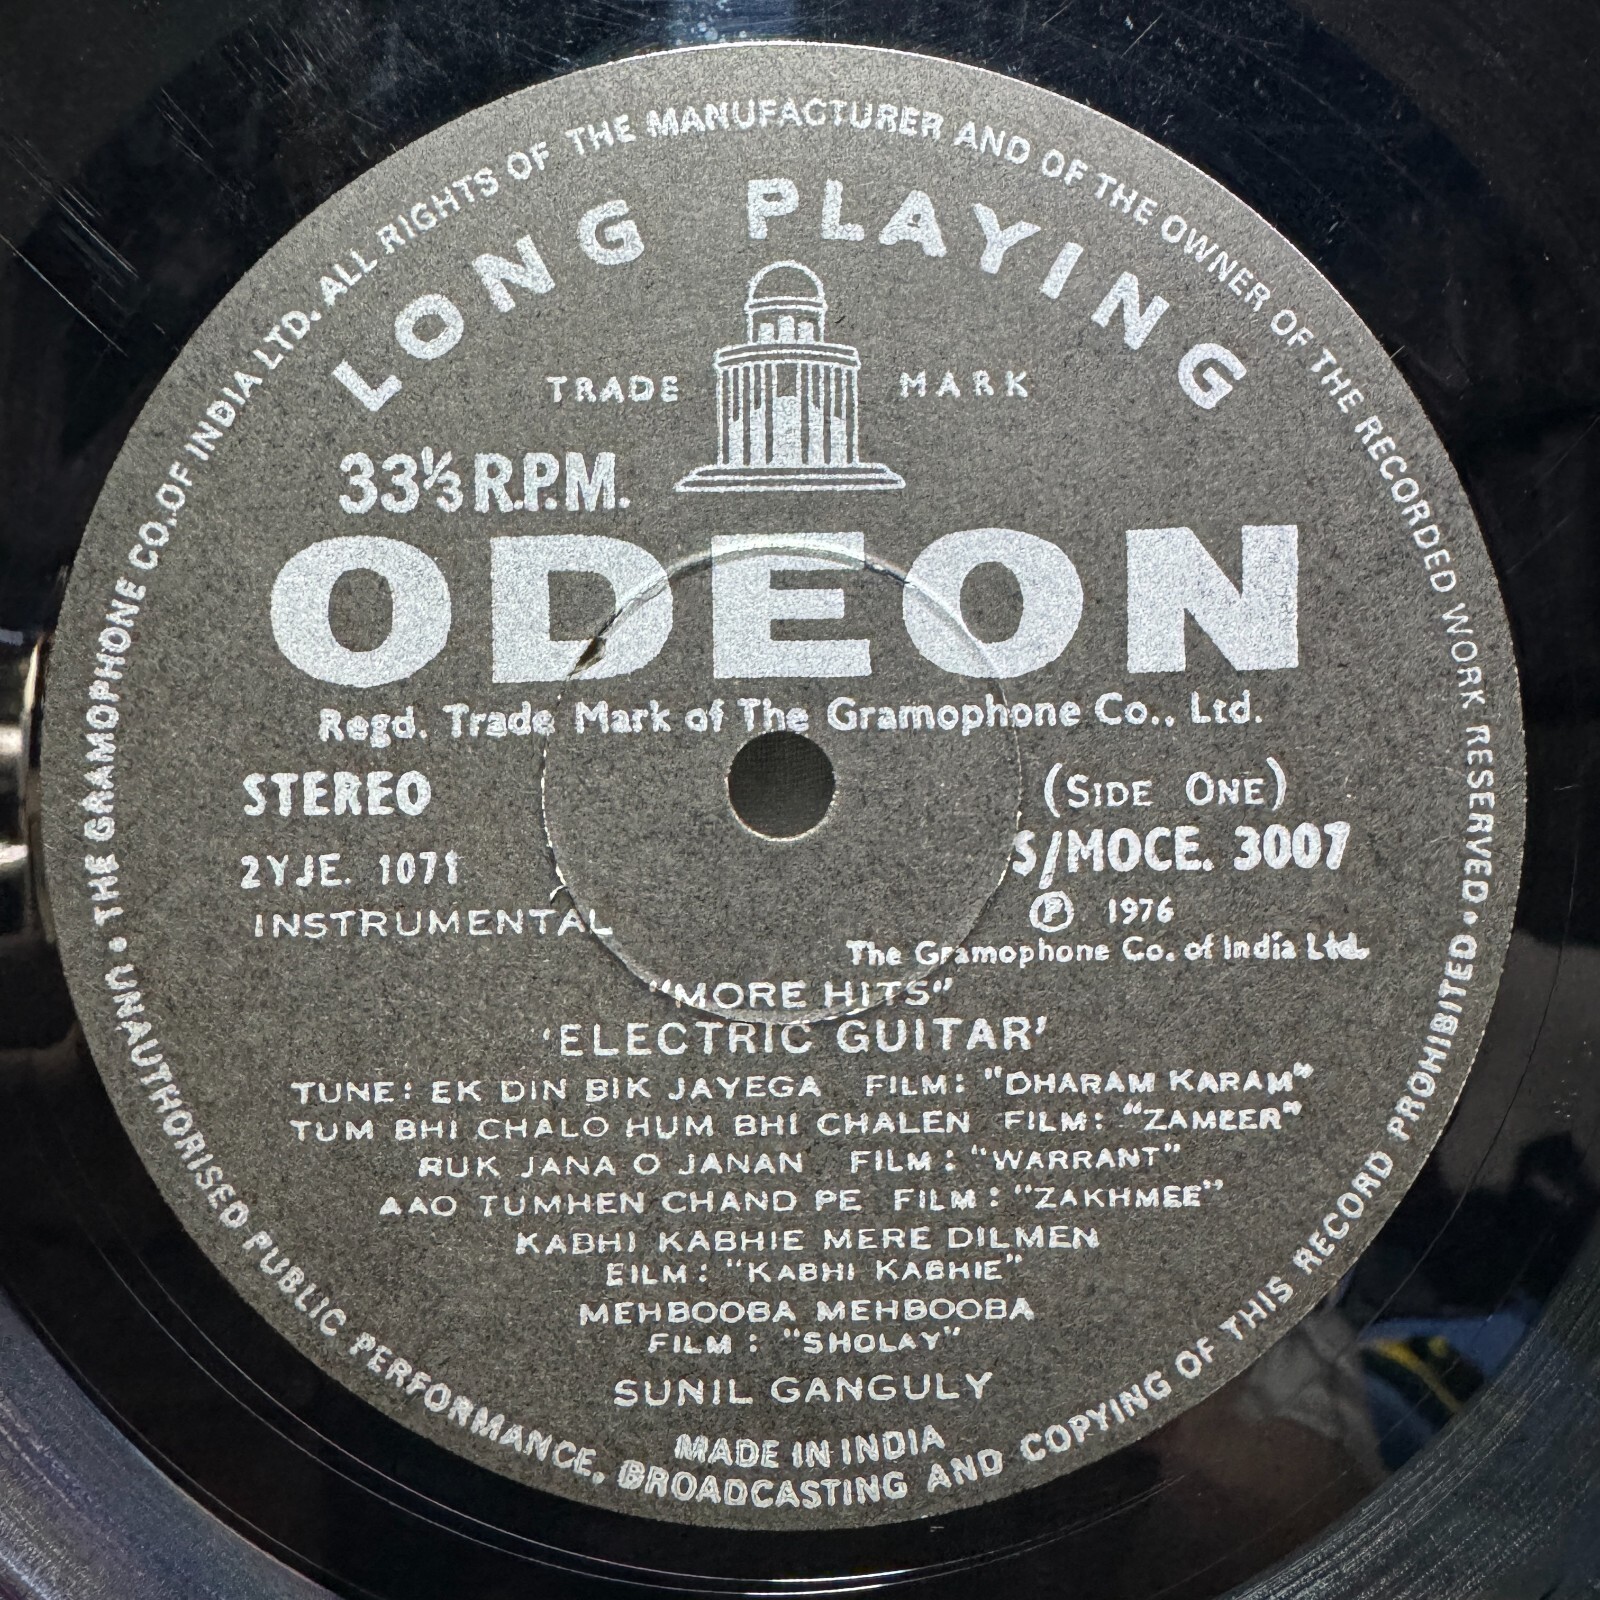 THE GRAMOPHONE CO. OF INDIA LTD. ALL RIGHTS OF THE MANUFACTURER AND OF THE OWNER OF THE RECORDED WORK RESERVED • UNAUTHORISED PUBLIC PERFORMANCE, BROADCASTING AND COPYING OF THIS RECORD PROHIBITED •
LONG PLAYING
TRADE MARK
33⅓ R.P.M.
ODEON
Regd. Trade Mark of The Gramophone Co., Ltd.
STEREO
(SIDE ONE)
2YJE. 1071
S/MOCE. 3007
INSTRUMENTAL
Ⓟ 1976
The Gramophone Co. of India Ltd.
"MORE HITS"
'ELECTRIC GUITAR'
TUNE: EK DIN BIK JAYEGA FILM: "DHARAM KARAM"
TUM BHI CHALO HUM BHI CHALEN FILM: "ZAMEER"
RUK JANA O JANAN FILM: "WARRANT"
AAO TUMHEN CHAND PE FILM: "ZAKHMEE"
KABHI KABHIE MERE DILMEN
FILM: "KABHI KABHIE"
MEHBOOBA MEHBOOBA
FILM: "SHOLAY"
SUNIL GANGULY
MADE IN INDIA